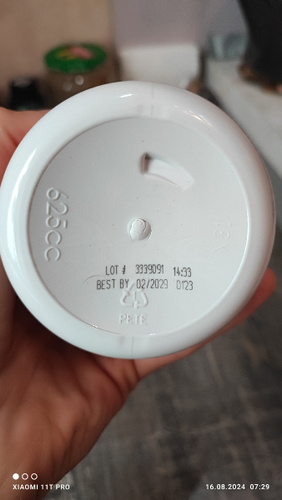 625cc
LOT # 3339091 14:33
BEST BY 02/2029 0123
PETE
XIAOMI 11T PRO
16.08.2024 07:29